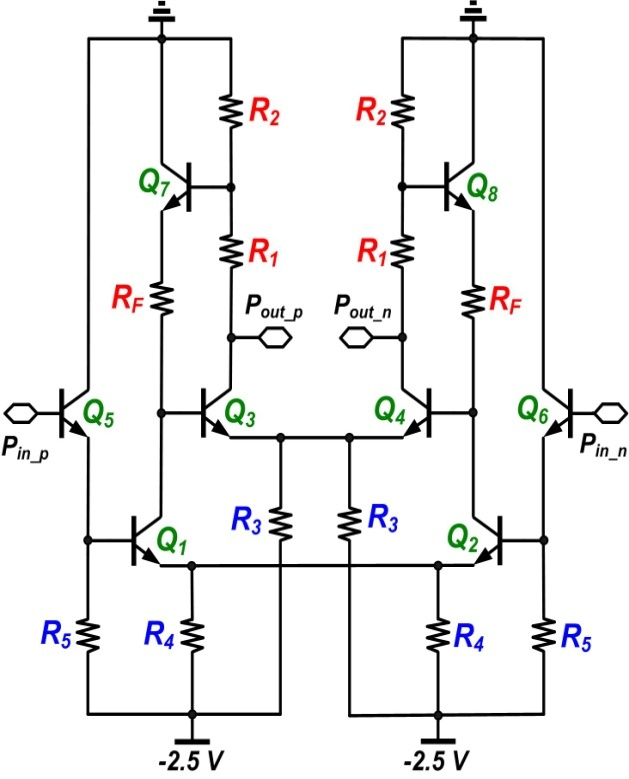 R2 R2
Q7 Q8
R1 R1
RF Pout_p Pout_n RF
Q5 Q3 Q4 Q6
Pin_p Pin_n
R3 R3
Q1 Q2
R5 R4 R4 R5
-2.5 V -2.5 V